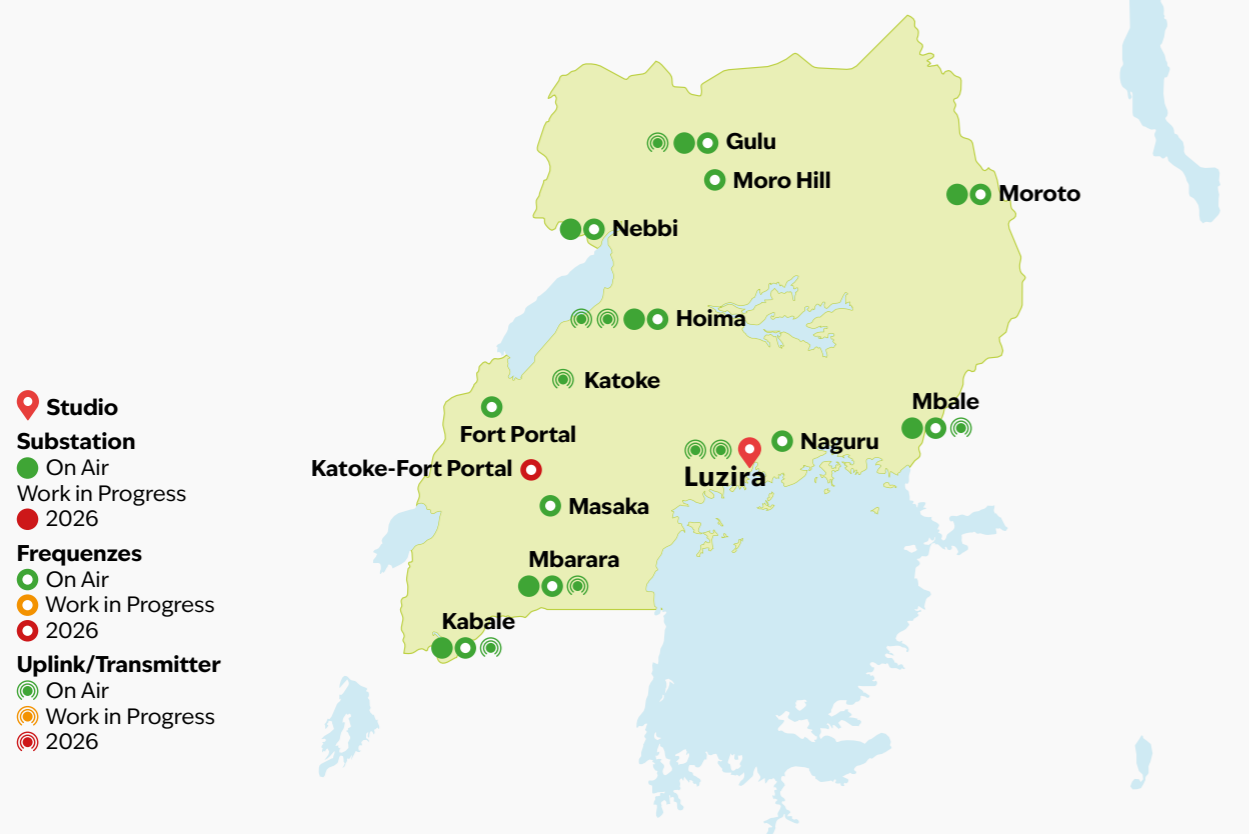 Gulu
Moro Hill
Moroto
Nebbi
Hoima
Katoke
Mbale
Fort Portal
Naguru
Katoke-Fort Portal
Luzira
Masaka
Mbarara
Kabale
Studio
Substation
On Air
Work in Progress
2026
Frequenzes
On Air
Work in Progress
2026
Uplink/Transmitter
On Air
Work in Progress
2026